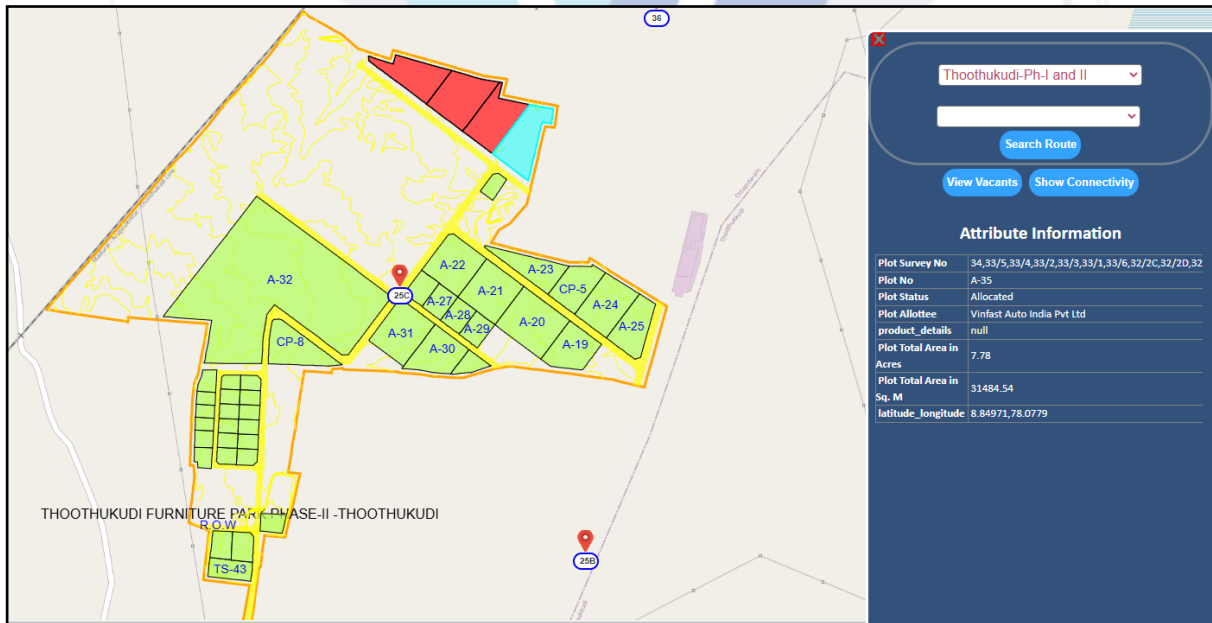 36
Thoothukudi-Ph-I and II
Search Route
View Vacants
Show Connectivity
Attribute Information
Plot Survey No 34,33/5,33/4,33/2,33/3,33/1,33/6,32/2C,32/2D,32
Plot No A-35
Plot Status Allocated
Plot Allottee Vinfast Auto India Pvt Ltd
product_details null
Plot Total Area in Acres 7.78
Plot Total Area in Sq. M 31484.54
latitude_longitude 8.84971,78.0779
Ottapidaram
Thoothukkudi
A-22
A-23
A-32
25C
A-27
A-21
CP-5
A-24
A-28
A-31
A-29
A-20
A-25
CP-8
A-30
A-19
THOOTHUKUDI FURNITURE PARK PHASE-II -THOOTHUKUDI
R.O.W
25B
TS-43